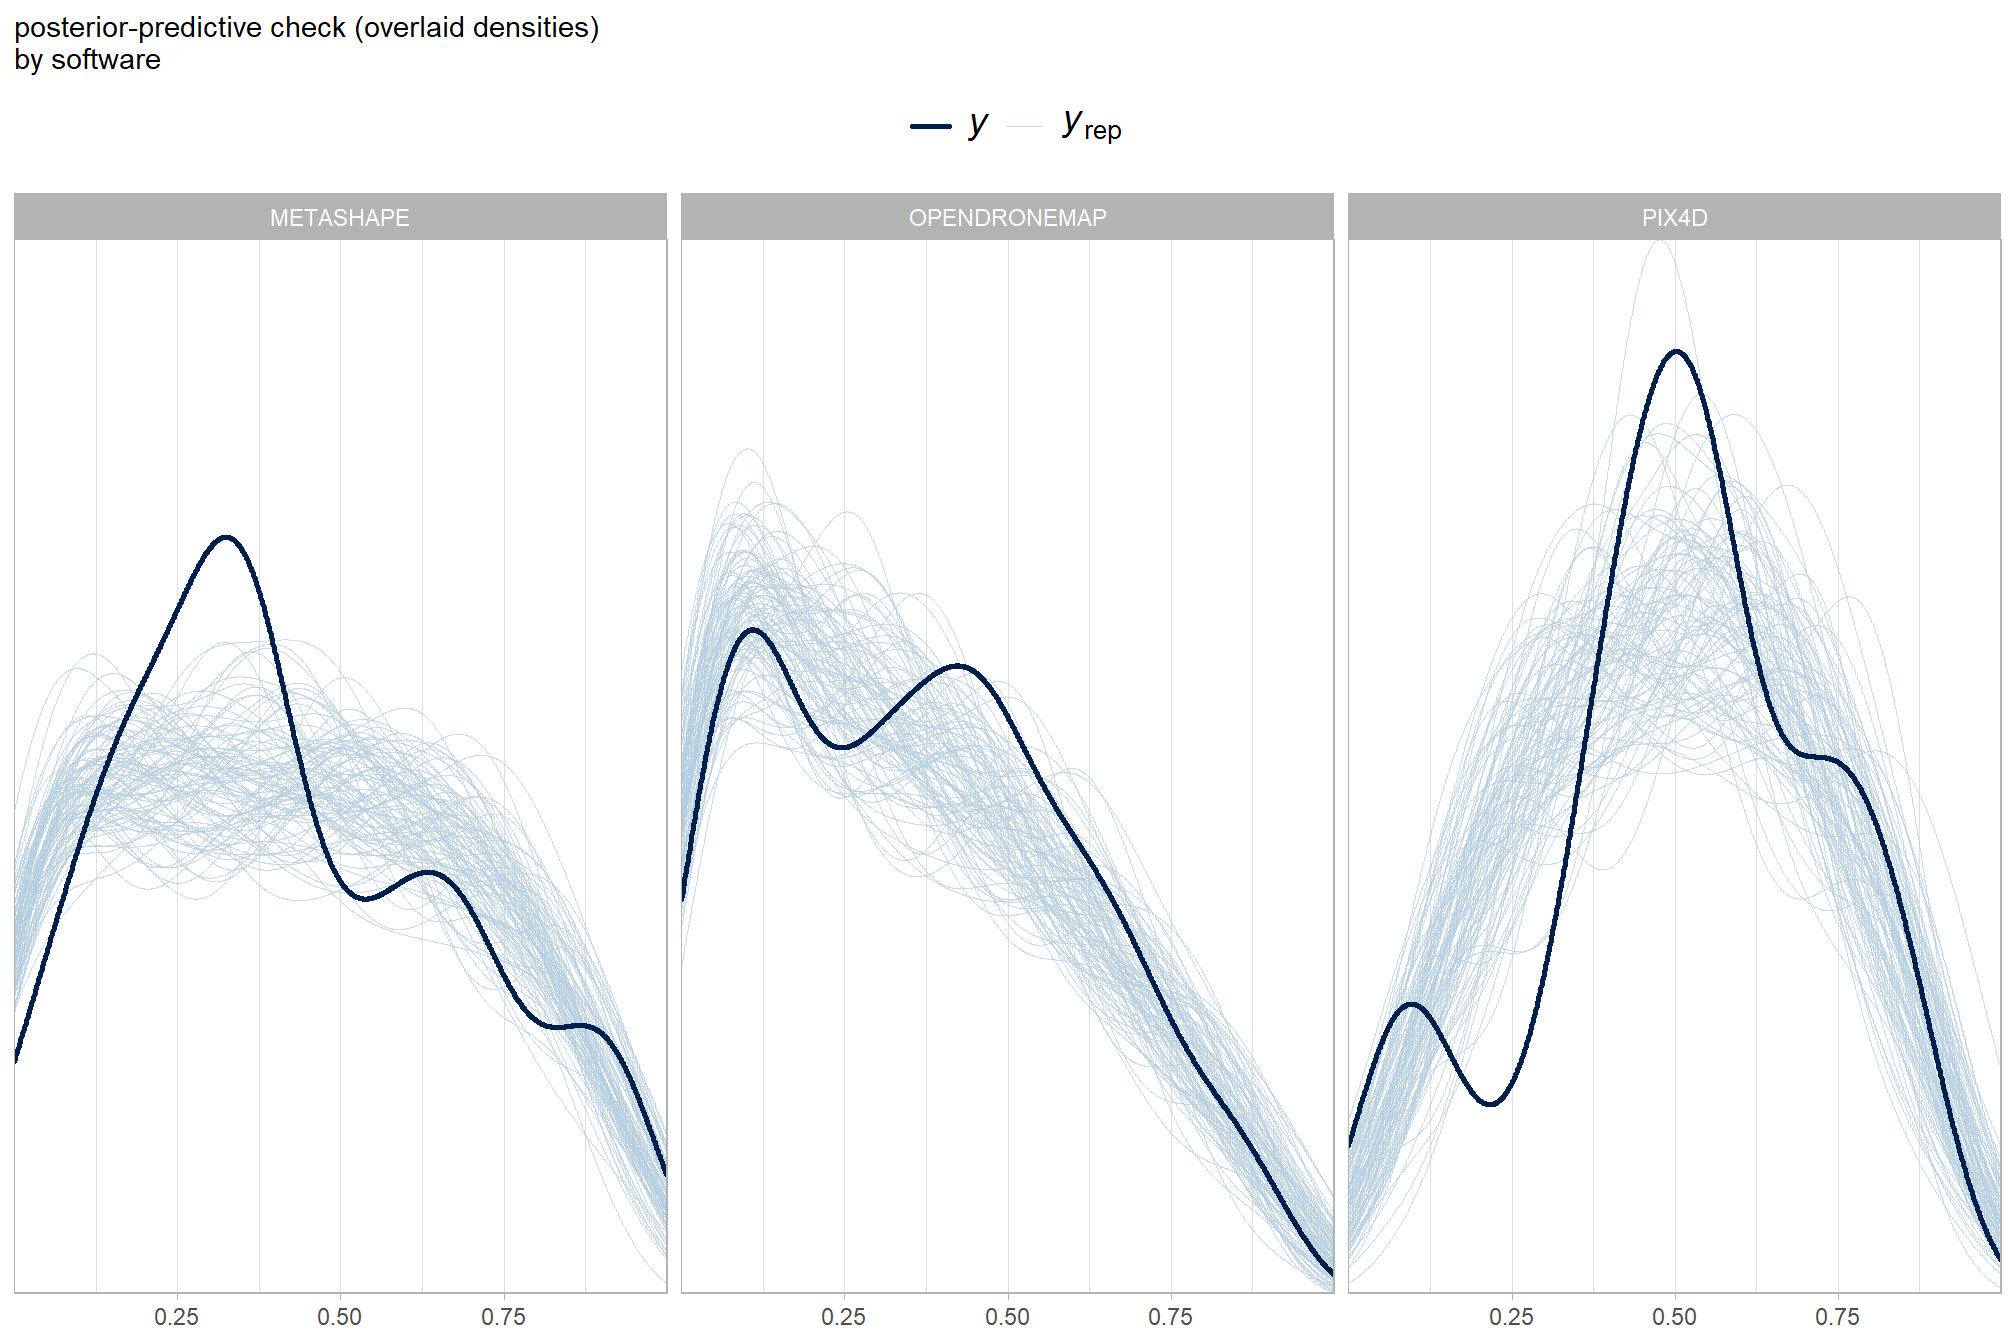 posterior-predictive check (overlaid densities)
by software
y y rep
METASHAPE OPENDRONEMAP PIX4D
0.25 0.50 0.75 0.25 0.50 0.75 0.25 0.50 0.75